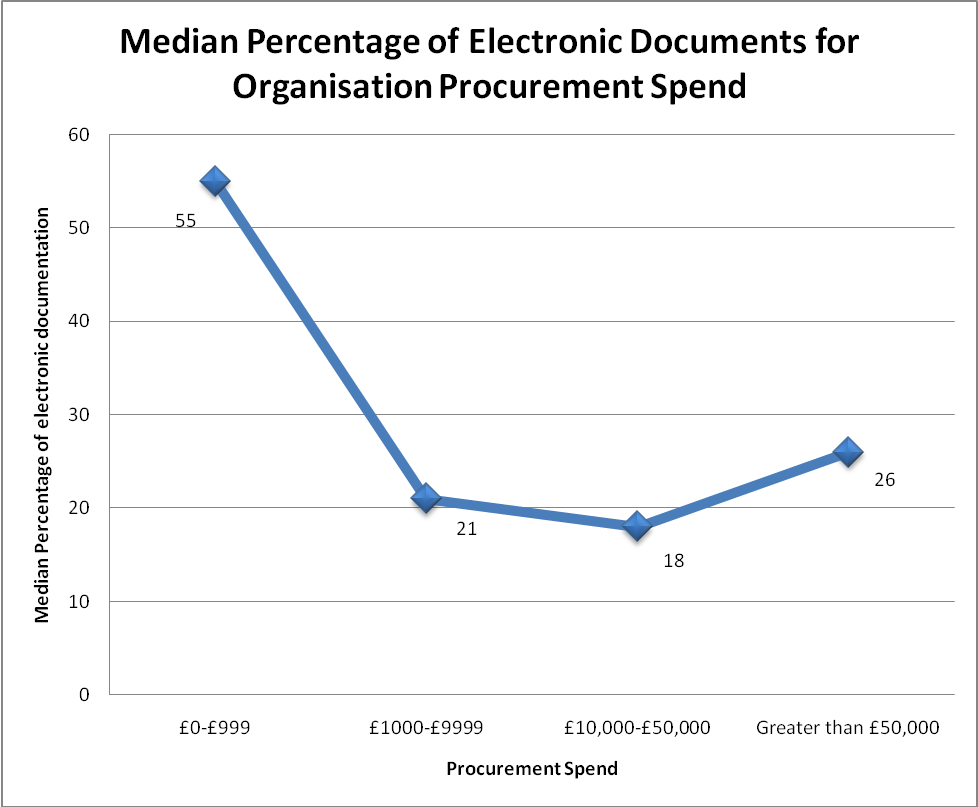 Median Percentage of Electronic Documents for
Organisation Procurement Spend
Median Percentage of electronic documentation
60
50
40
30
20
10
0
55
21
18
26
£0-£999
£1000-£9999
£10,000-£50,000
Greater than £50,000
Procurement Spend